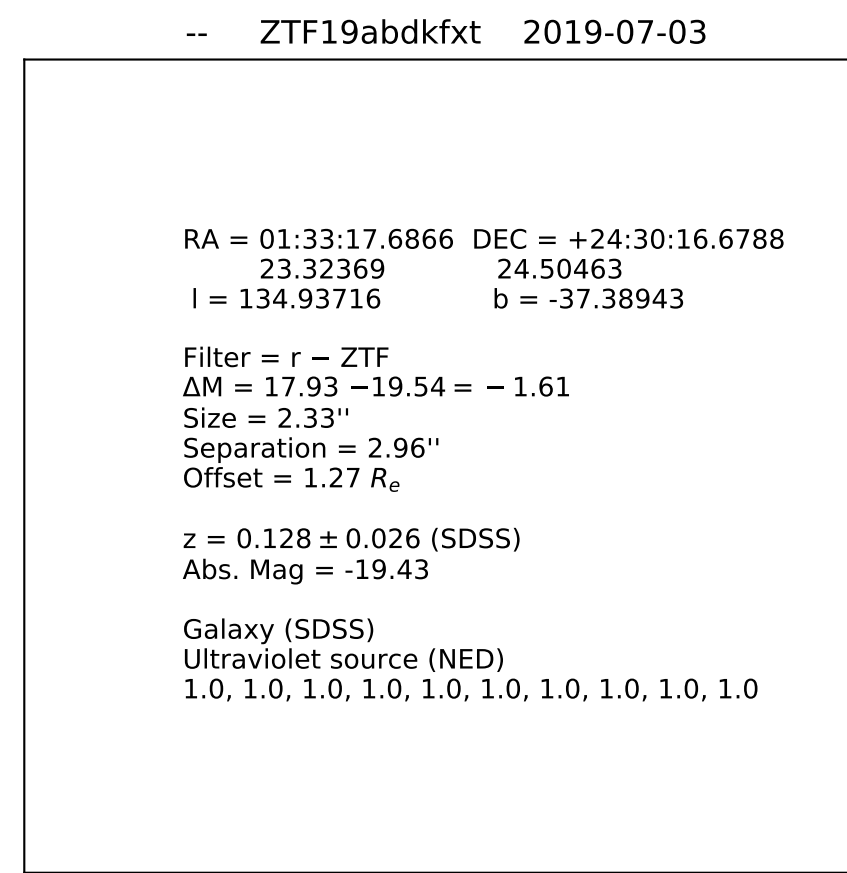 -- ZTF19abdkfxt 2019-07-03
RA = 01:33:17.6866 DEC = +24:30:16.6788
23.32369 24.50463
l = 134.93716 b = -37.38943
Filter = r − ZTF
ΔM = 17.93 −19.54 = − 1.61
Size = 2.33''
Separation = 2.96''
Offset = 1.27 Rₑ
z = 0.128 ± 0.026 (SDSS)
Abs. Mag = -19.43
Galaxy (SDSS)
Ultraviolet source (NED)
1.0, 1.0, 1.0, 1.0, 1.0, 1.0, 1.0, 1.0, 1.0, 1.0